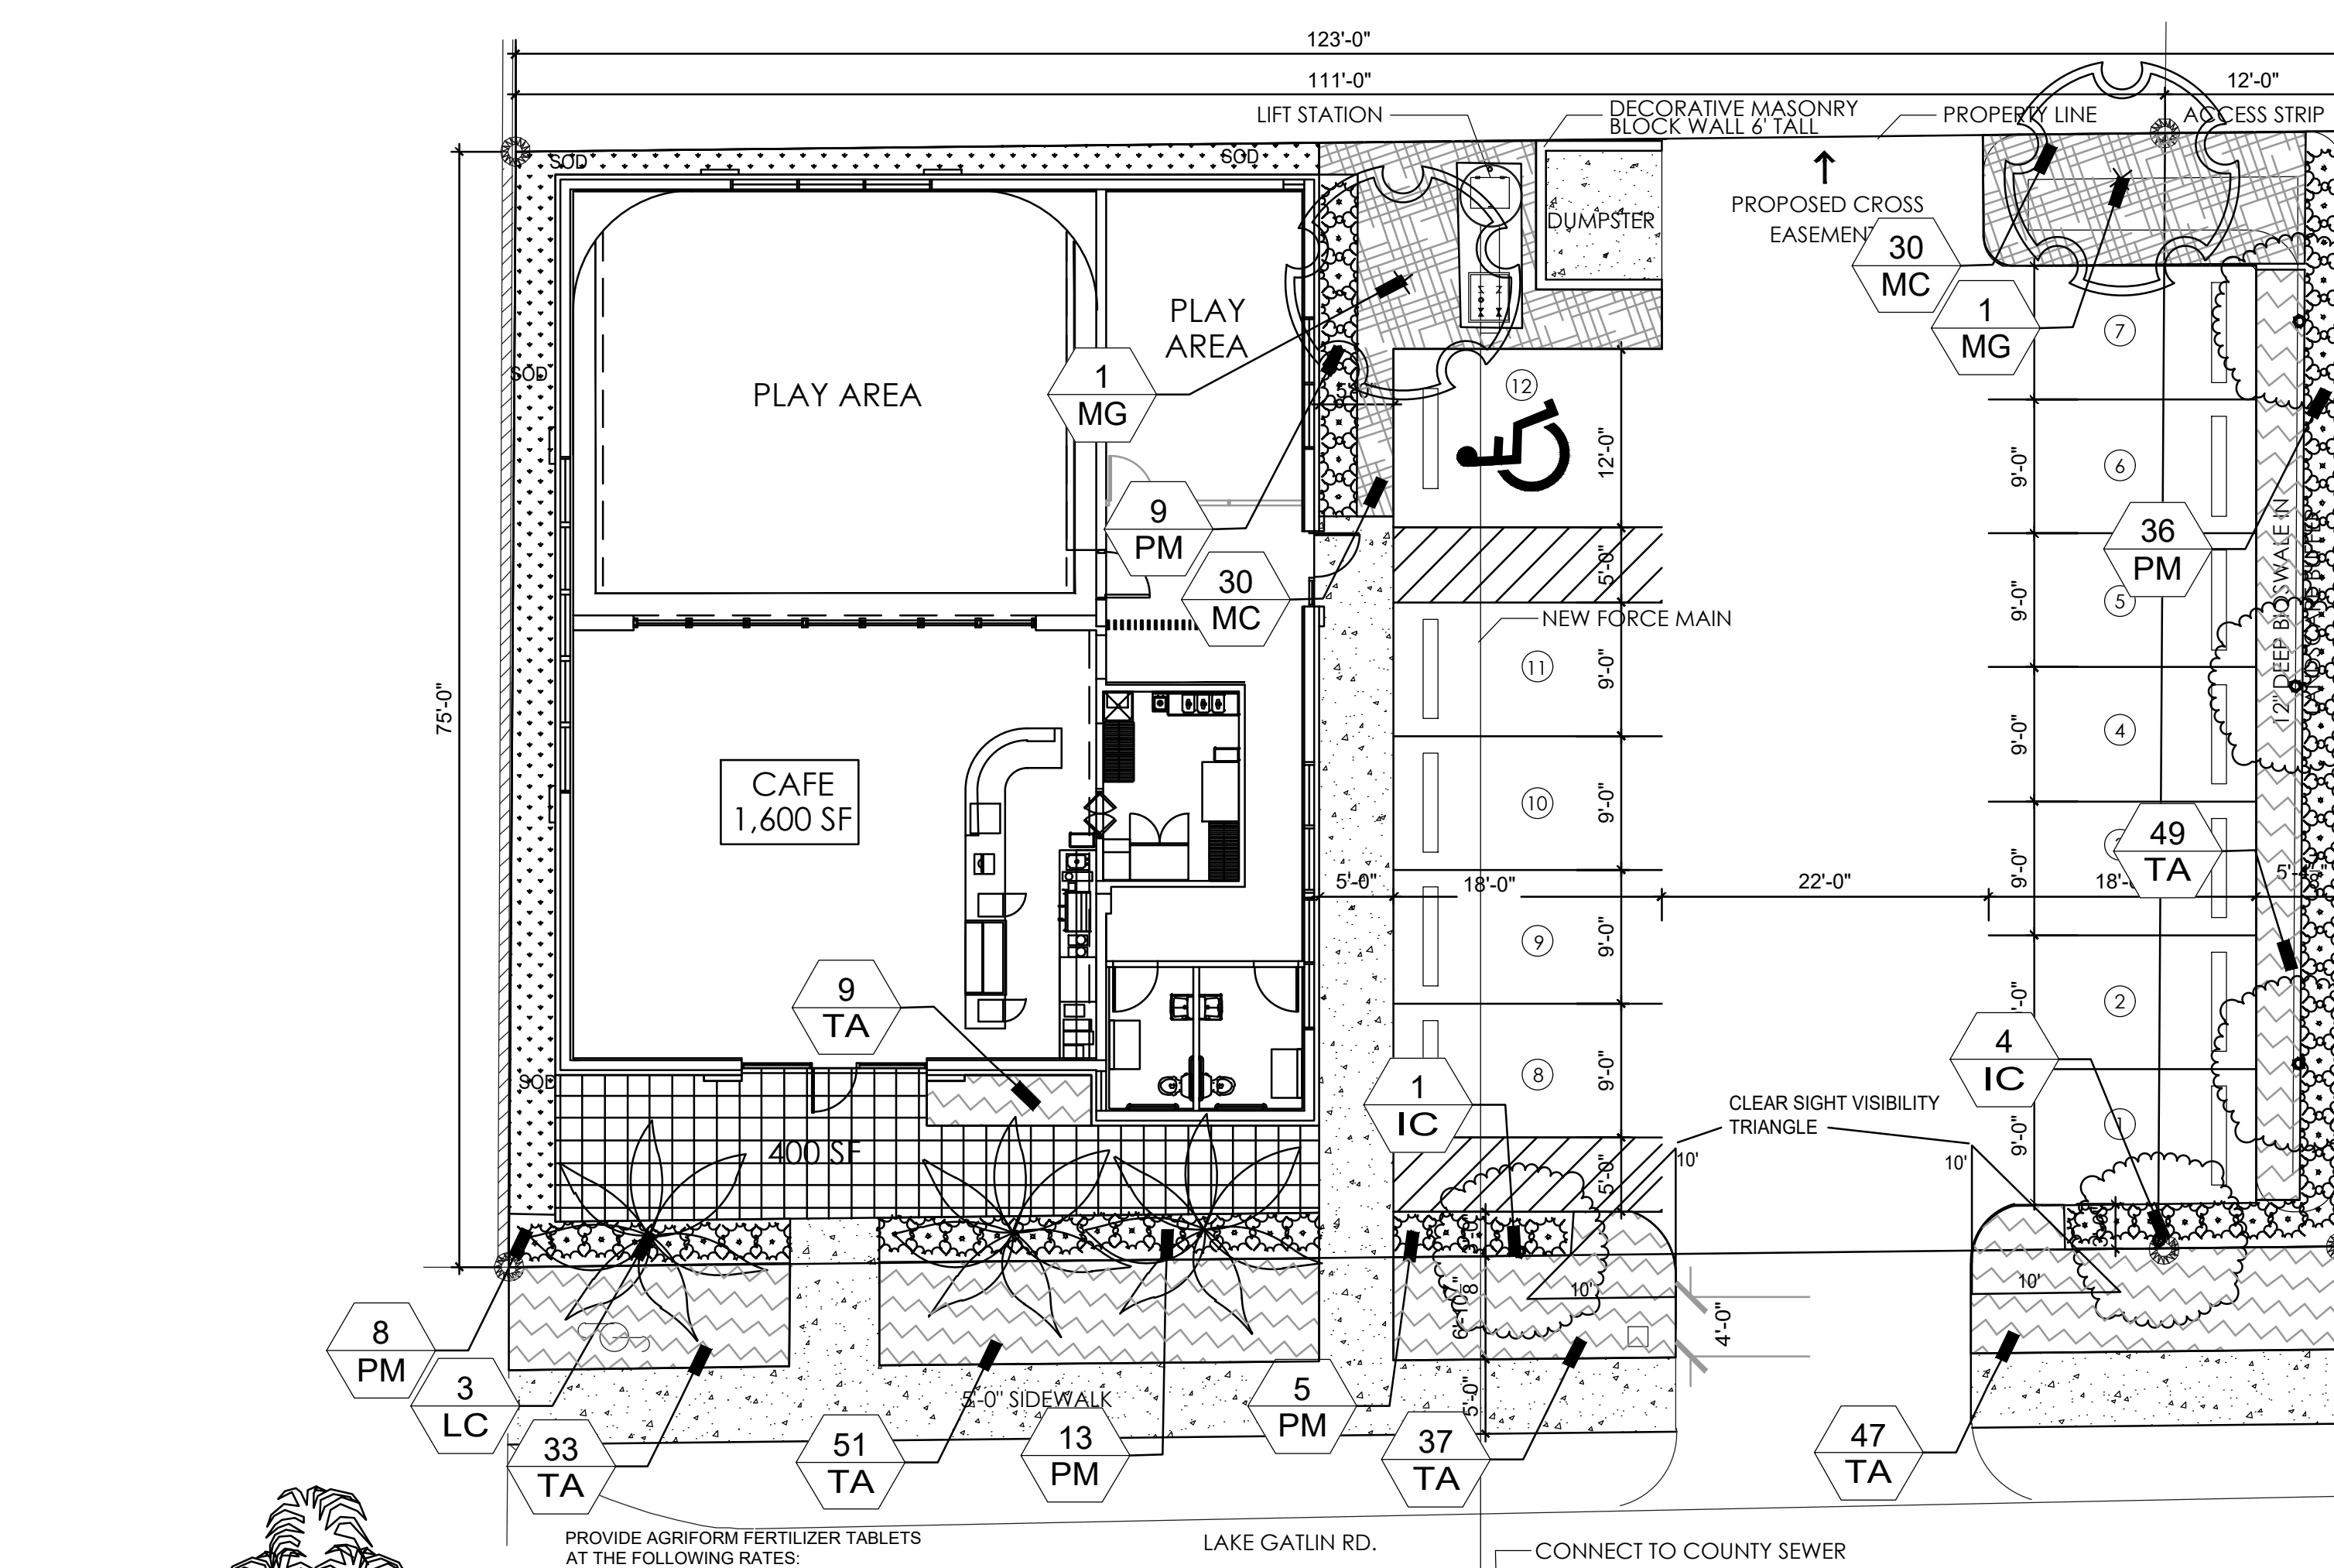 123'-0"
111'-0"
12'-0"
LIFT STATION
DECORATIVE MASONRY
BLOCK WALL 6' TALL
PROPERTY LINE
ACCESS STRIP
SOD
SOD
DUMPSTER
PROPOSED CROSS
EASEMENT
30
MC
1
MG
7
PLAY
AREA
PLAY AREA
1
MG
SOD
12
5'-0"
12'-0"
9'-0"
6
9
PM
36
PM
30
MC
5'-0"
9'-0"
5
12" DEEP BIOSWALE IN
NEW FORCE MAIN
11
9'-0"
75'-0"
4
9'-0"
CAFE
1,600 SF
10
9'-0"
49
TA
9'-0"
5'-0"
18'-0"
22'-0"
9
9'-0"
2
9
TA
4
IC
SOD
1
IC
8
9'-0"
CLEAR SIGHT VISIBILITY
TRIANGLE
1
9'-0"
400 SF
5'-0"
10'
10'
10'
10'
6'-10 7/8"
4'-0"
8
PM
3
LC
5'-0" SIDEWALK
5
PM
5'-0"
33
TA
51
TA
13
PM
37
TA
47
TA
PROVIDE AGRIFORM FERTILIZER TABLETS
AT THE FOLLOWING RATES:
LAKE GATLIN RD.
CONNECT TO COUNTY SEWER